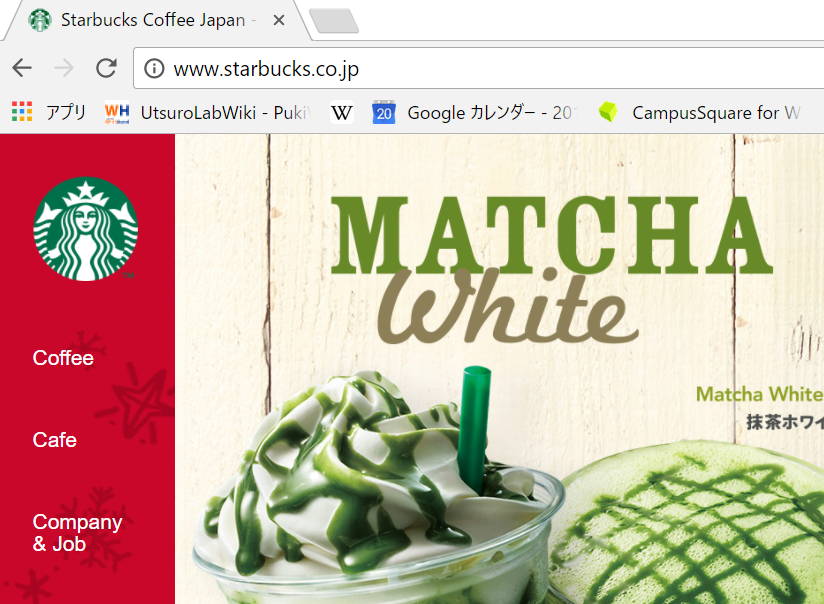 Starbucks Coffee Japan -
www.starbucks.co.jp
アプリ
UtsuroLabWiki - Puki
W
20
Google カレンダー - 20
CampusSquare for W
MATCHA
White
Coffee
Matcha White
抹茶ホワイ
Cafe
Company
& Job